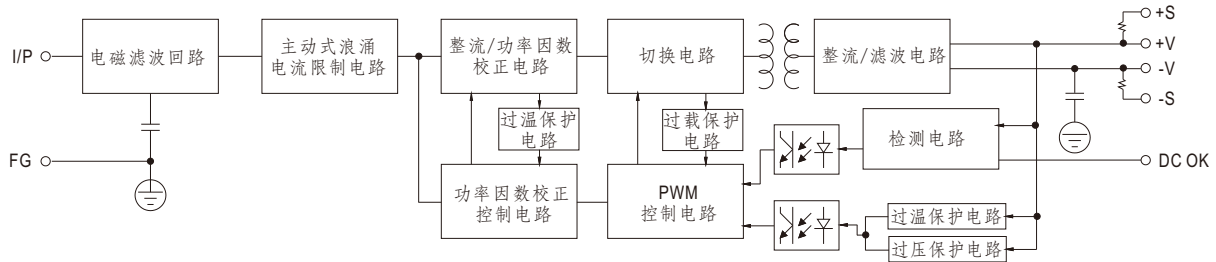 I/P
电磁滤波回路
主动式浪涌
电流限制电路
整流/功率因数
校正电路
切换电路
整流/滤波电路
+S
+V
-V
-S
过温保护
电路
过载保护
电路
检测电路
FG
DC OK
功率因数校正
控制电路
PWM
控制电路
过温保护电路
过压保护电路